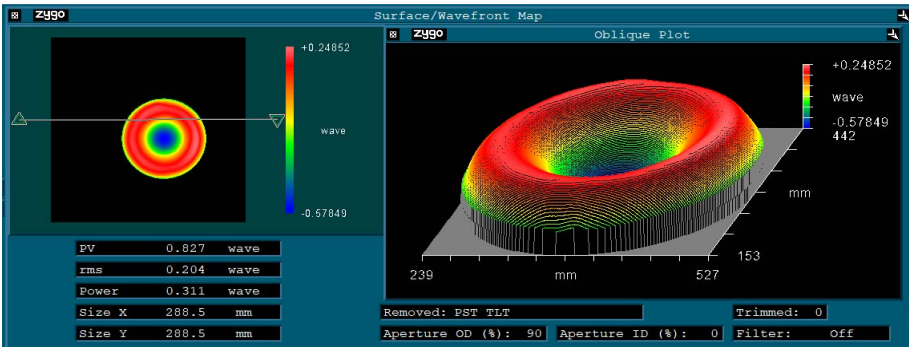 zygo Surface/Wavefront Map
+0.24852
wave
-0.57849
zygo Oblique Plot
+0.24852
wave
-0.57849
442
mm
153
239 mm 527
PV 0.827 wave
rms 0.204 wave
Power 0.311 wave
Size X 288.5 mm
Size Y 288.5 mm
Removed: PST TLT Trimmed: 0
Aperture OD (%): 90 Aperture ID (%): 0 Filter: Off